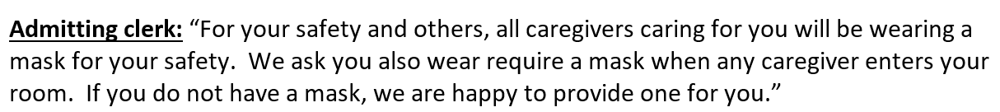 Admitting clerk: “For your safety and others, all caregivers caring for you will be wearing a
mask for your safety.  We ask you also wear require a mask when any caregiver enters your
room.  If you do not have a mask, we are happy to provide one for you.”